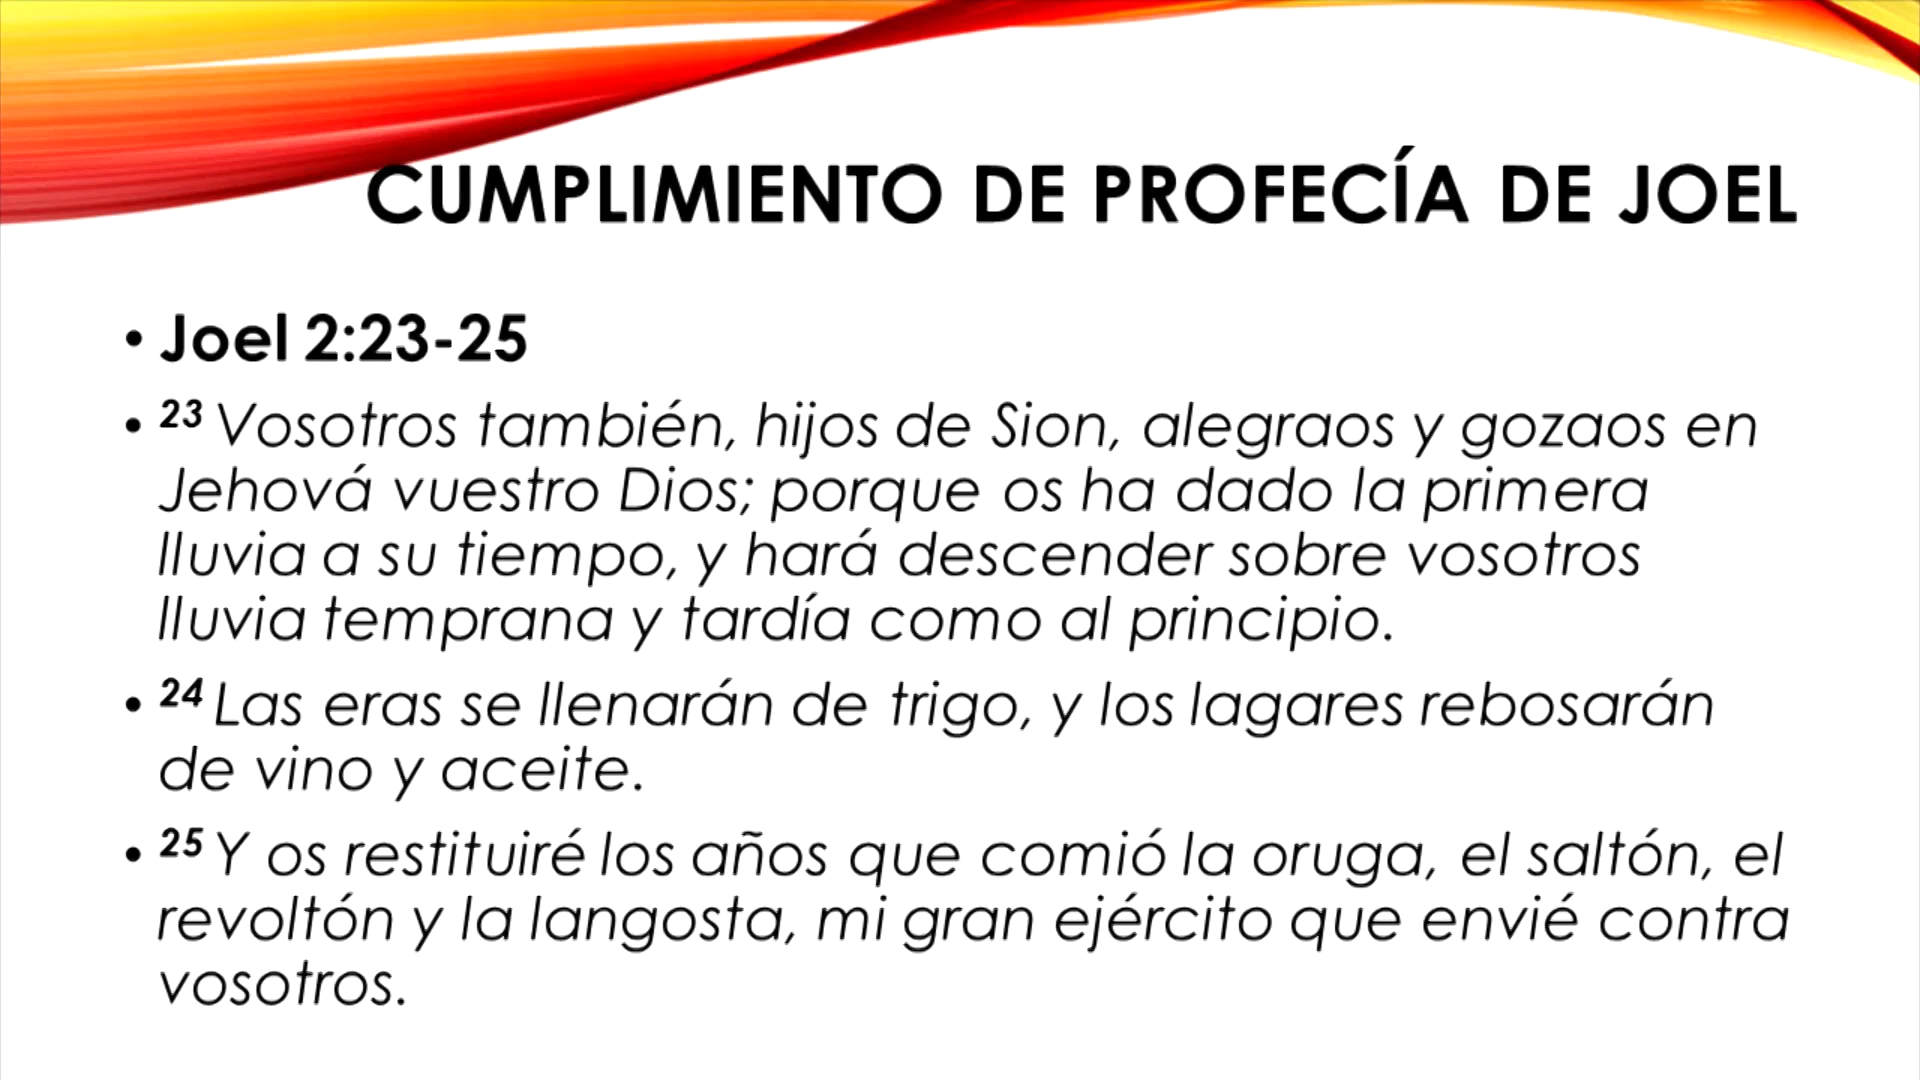 CUMPLIMIENTO DE PROFECÍA DE JOEL
• Joel 2:23-25
• 23 Vosotros también, hijos de Sion, alegraos y gozaos en
Jehová vuestro Dios; porque os ha dado la primera
lluvia a su tiempo, y hará descender sobre vosotros
lluvia temprana y tardía como al principio.
• 24 Las eras se llenarán de trigo, y los lagares rebosarán
de vino y aceite.
• 25 Y os restituiré los años que comió la oruga, el saltón, el
revoltón y la langosta, mi gran ejército que envié contra
vosotros.